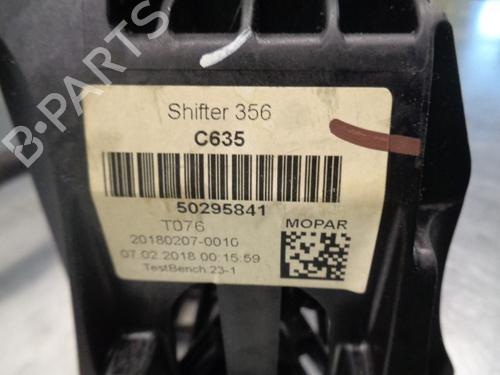 B-PARTS
Shifter 356
C635
50295841
T076
MOPAR
20180207-0010
07.02.2018 00:15:59
TestBench:23-1